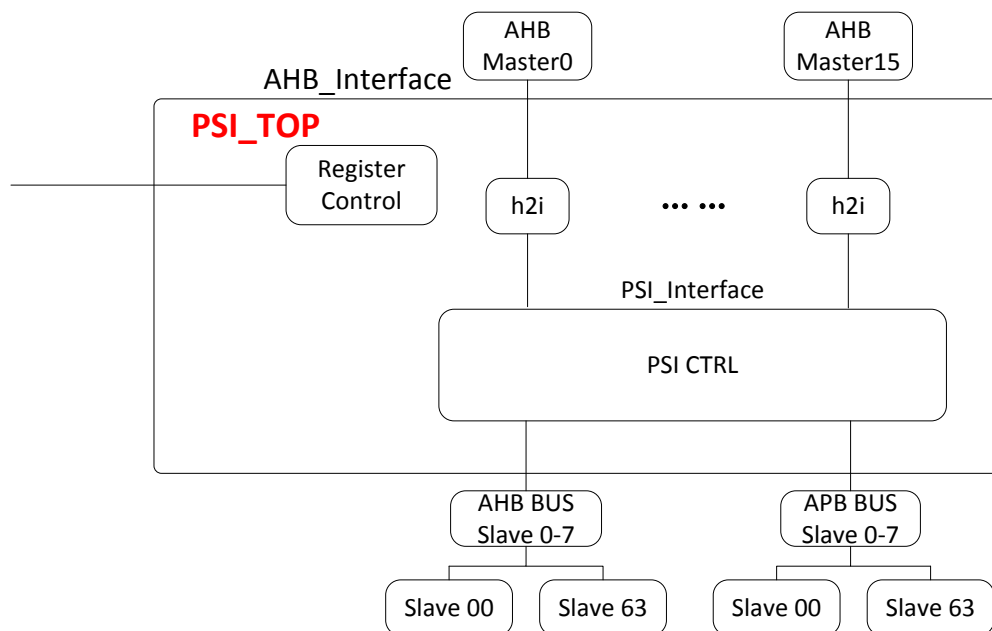 AHB
Master0
AHB
Master15
AHB_Interface
PSI_TOP
Register
Control
h2i
... ...
h2i
PSI_Interface
PSI CTRL
AHB BUS
Slave 0-7
APB BUS
Slave 0-7
Slave 00
Slave 63
Slave 00
Slave 63